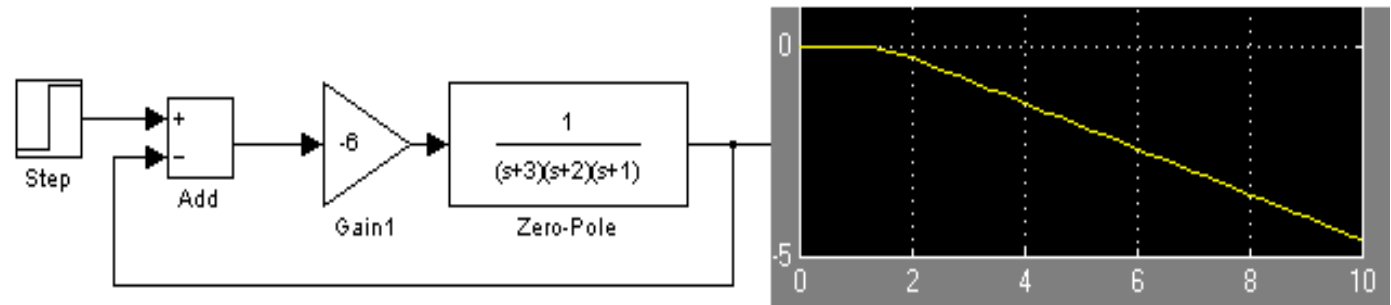 Step
+
−
Add
-6
Gain1
1
(s+3)(s+2)(s+1)
Zero-Pole
0
-5
0
2
4
6
8
10